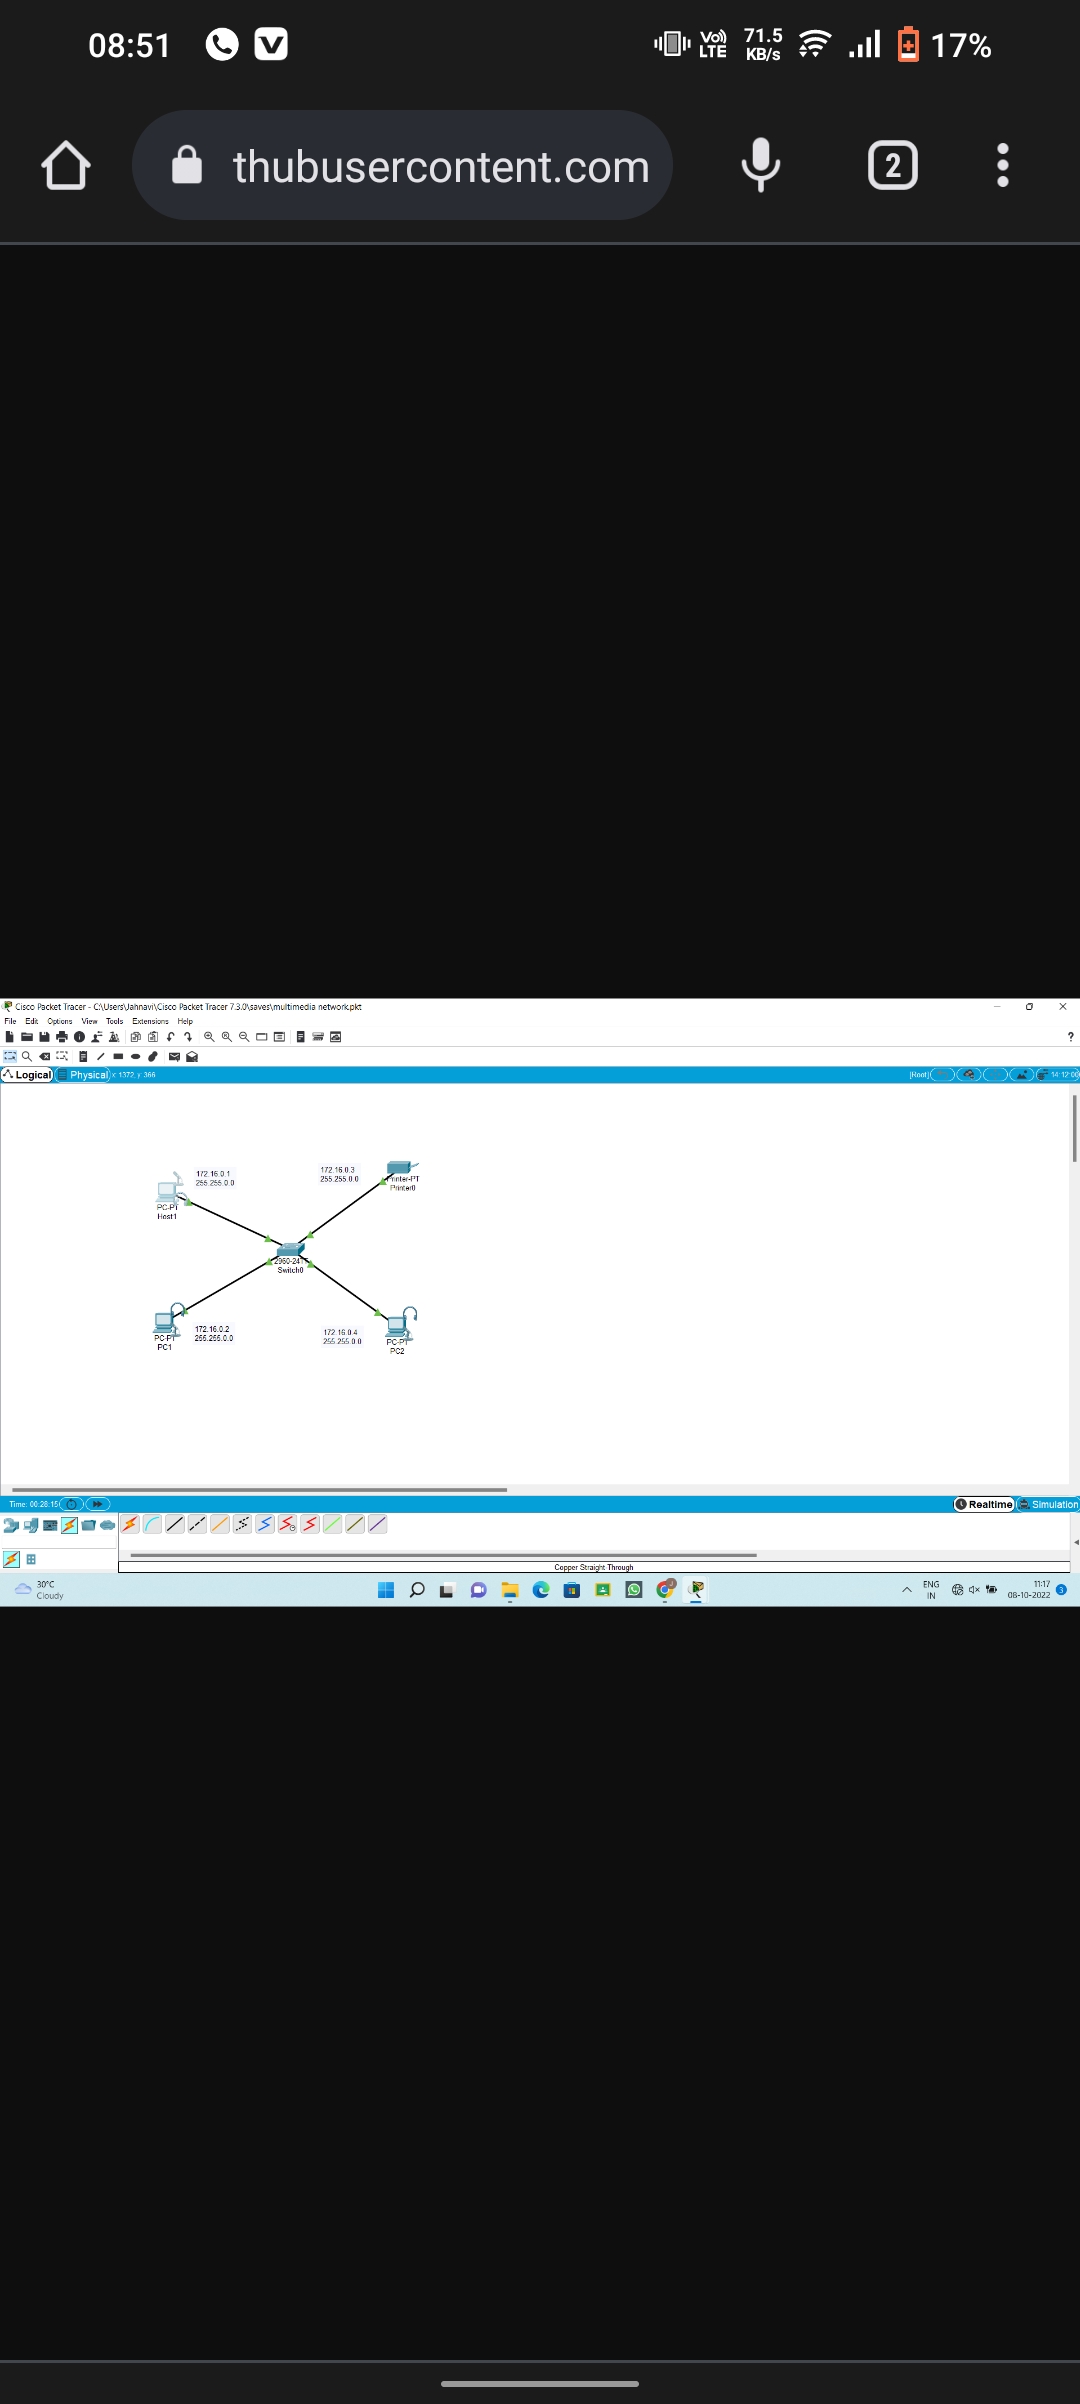 08:51
Vo) LTE
71.5 KB/s
17%
thubusercontent.com
2
Cisco Packet Tracer - C:\Users\Jahnavi\Cisco Packet Tracer 7.3.0\saves\multimedia network.pkt
File Edit Options View Tools Extensions Help
?
Logical Physical x: 1372, y: 366
[Root] 14:12:00
172.16.0.1
255.255.0.0
172.16.0.3
255.255.0.0
Printer-PT
Printer0
PC-PT
Host1
2960-24TT
Switch0
172.16.0.2
255.255.0.0
PC-PT
PC1
172.16.0.4
255.255.0.0
PC-PT
PC2
Time: 00:28:15
Realtime Simulation
Copper Straight-Through
30°C
Cloudy
ENG
IN
11:17
08-10-2022
3